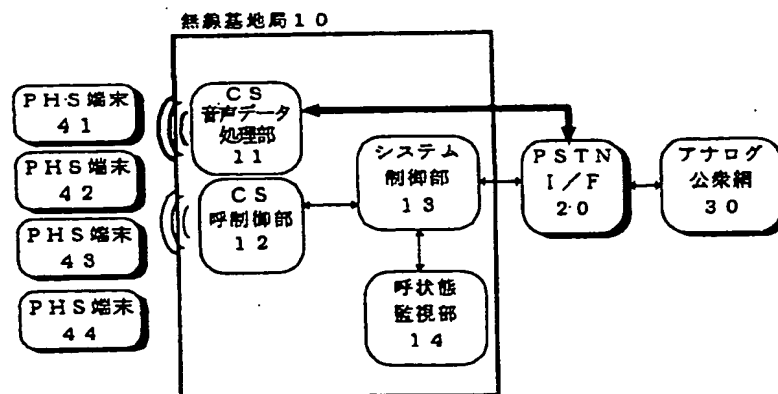 無線基地局10
PHS端末
41
PHS端末
42
PHS端末
43
PHS端末
44
CS
音声データ
処理部
11
CS
呼制御部
12
システム
制御部
13
呼状態
監視部
14
PSTN
I/F
20
アナログ
公衆網
30